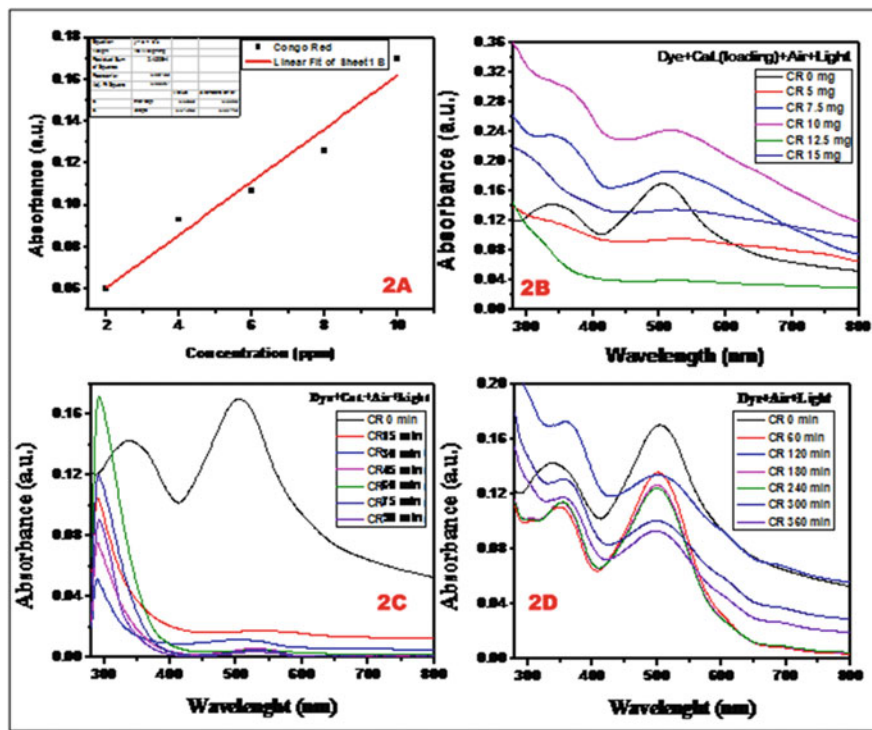 Congo Red
Linear Fit of Sheet1 B
0.18
0.16
0.12
0.10
0.08
0.06
2
4
6
8
10
Absorbance (a.u.)
Concentration (ppm)
2A
Dye+Cat.(loading)+Air+Light
CR 0 mg
CR 5 mg
CR 7.5 mg
CR 10 mg
CR 12.5 mg
CR 15 mg
0.36
0.32
0.28
0.24
0.20
0.16
0.12
0.08
0.04
0.00
300
400
500
600
700
800
Absorbance (a.u.)
Wavelength (nm)
2B
Dye+Cat.+Air+Light
CR 0 min
CR 15 min
CR 30 min
CR 45 min
CR 60 min
CR 75 min
CR 90 min
0.16
0.12
0.08
0.04
0.00
300
400
500
600
700
800
Absorbance (a.u.)
Wavelenght (nm)
2C
Dye+Air+Light
CR 0 min
CR 60 min
CR 120 min
CR 180 min
CR 240 min
CR 300 min
CR 360 min
0.20
0.16
0.12
0.08
0.04
0.00
300
400
500
600
700
800
Absorbance (a.u.)
Wavelenght (nm)
2D